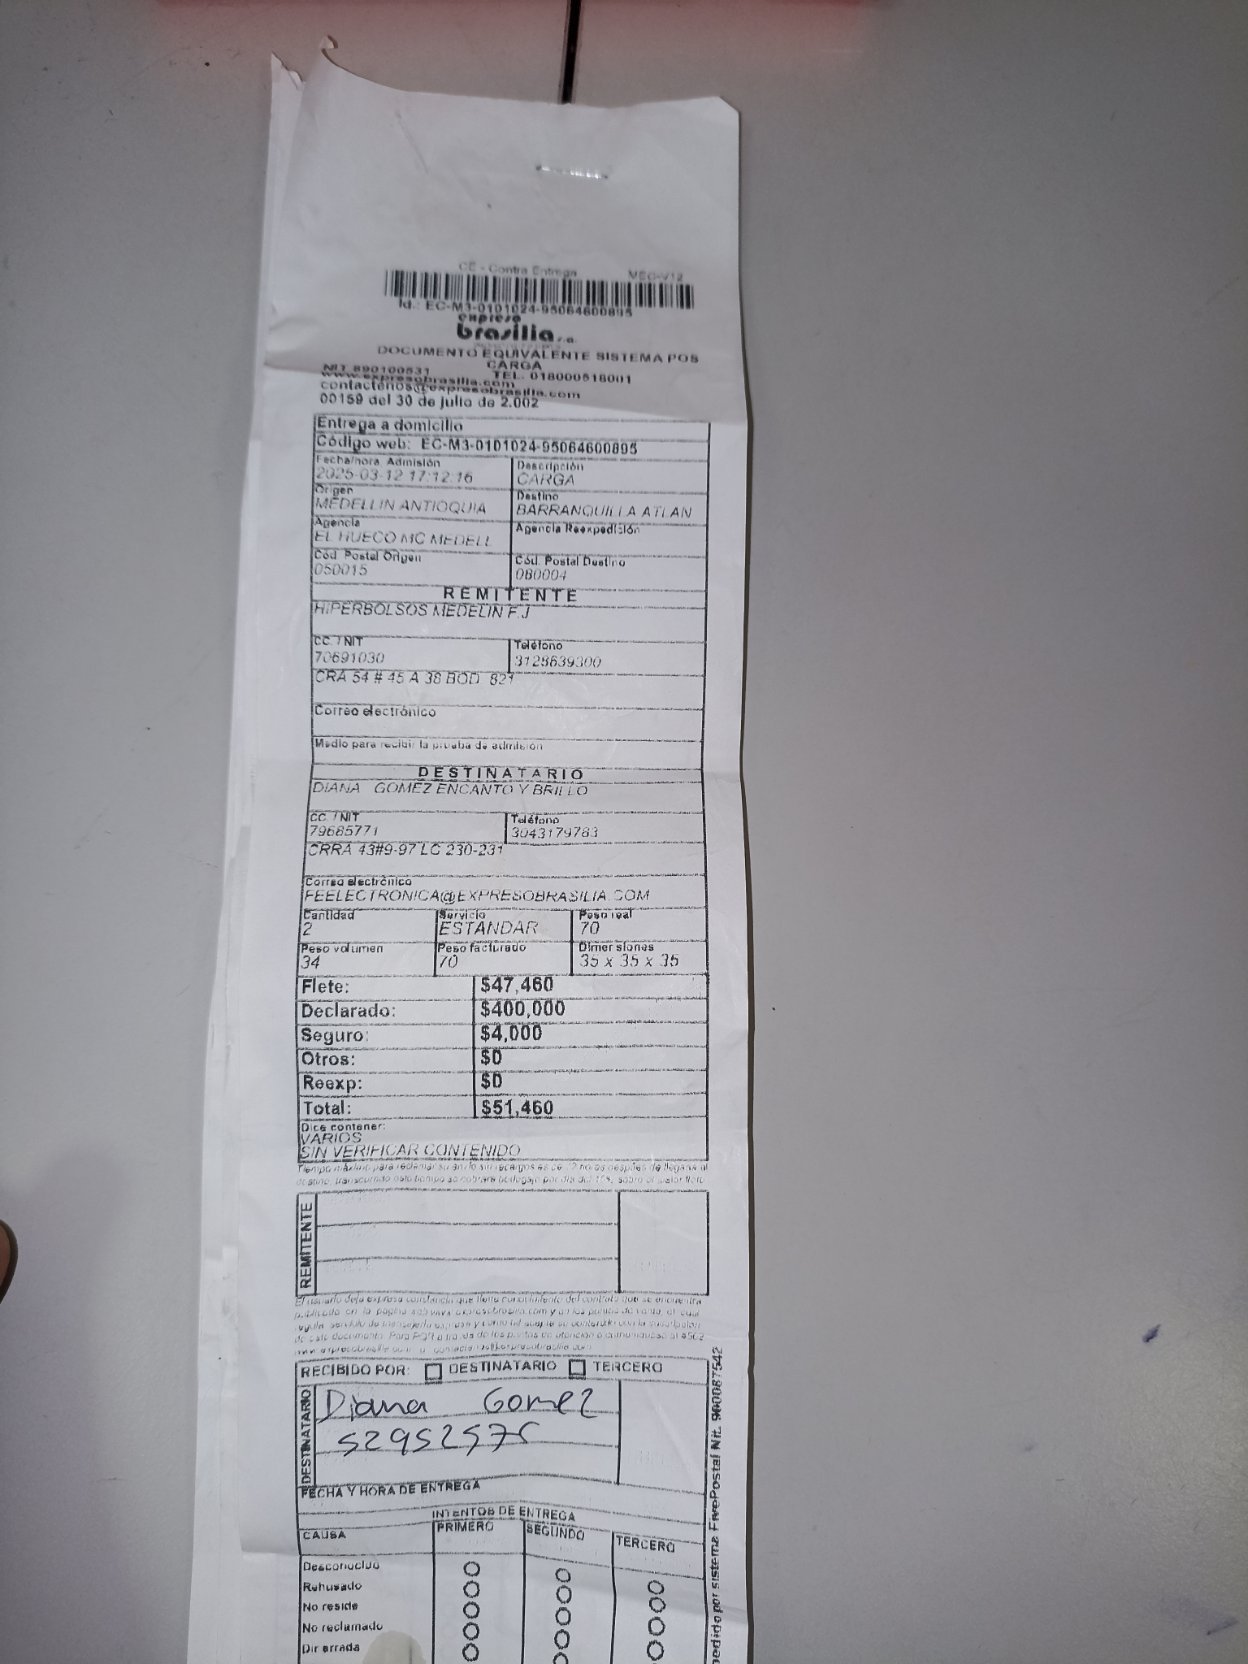 CE - Contra Entrega MEC-V12
Id.: EC-M3-0101024-95064600895
expreso
brasilia s.a.
DOCUMENTO EQUIVALENTE SISTEMA POS
CARGA
NIT 890100531 TEL. 018000518001
www.expresobrasilia.com
contactenos@expresobrasilia.com
00159 del 30 de julio de 2.002
Entrega a domicilio
Código web: EC-M3-0101024-95064600895
Fecha/hora Admisión Descripción
2025-03-12 17:12:16 CARGA
Origen Destino
MEDELLIN ANTIOQUIA BARRANQUILLA ATLAN
Agencia Agencia Reexpedición
EL HUECO MC MEDELL
Cód. Postal Origen Cód. Postal Destino
050015 080004
REMITENTE
HIPERBOLSOS MEDELIN F.J
CC. / NIT Teléfono
70691030 3128639300
CRA 54 # 45 A 38 BOD 821
Correo electrónico
Medio para recibir la prueba de admisión
DESTINATARIO
DIANA GOMEZ ENCANTO Y BRILLO
CC. / NIT Teléfono
79685771 3043179783
CRRA 43#9-97 LC 230-231
Correo electrónico
FEELECTRONICA@EXPRESOBRASILIA.COM
Cantidad Servicio Peso real
2 ESTANDAR 70
Peso volumen Peso facturado Dimensiones
34 70 35 x 35 x 35
Flete: $47,460
Declarado: $400,000
Seguro: $4,000
Otros: $0
Reexp: $0
Total: $51,460
Dice contener:
VARIOS
SIN VERIFICAR CONTENIDO
REMITENTE
RECIBIDO POR: DESTINATARIO TERCERO
DESTINATARIO
Diana Gomez
52952575
FECHA Y HORA DE ENTREGA
INTENTOS DE ENTREGA
CAUSA PRIMERO SEGUNDO TERCERO
Desconocido
Rehusado
No reside
No reclamado
Dir errada
pedido por sistema FivePostal Nit. 900087542